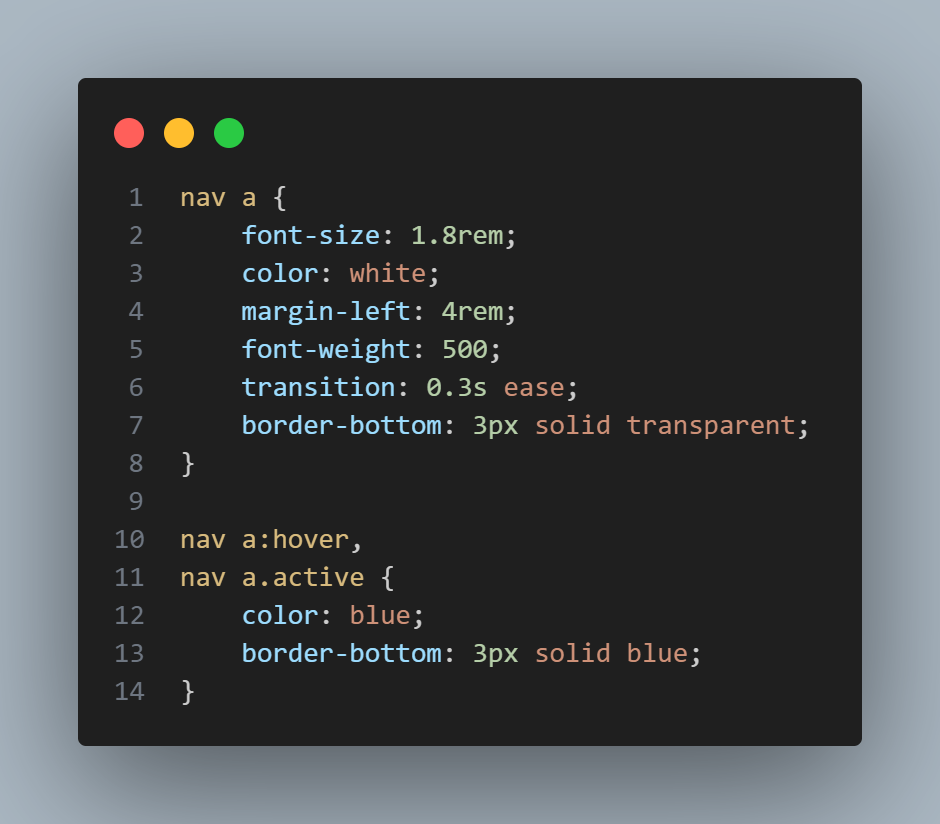 1 nav a {
2     font-size: 1.8rem;
3     color: white;
4     margin-left: 4rem;
5     font-weight: 500;
6     transition: 0.3s ease;
7     border-bottom: 3px solid transparent;
8 }
9
10 nav a:hover,
11 nav a.active {
12     color: blue;
13     border-bottom: 3px solid blue;
14 }